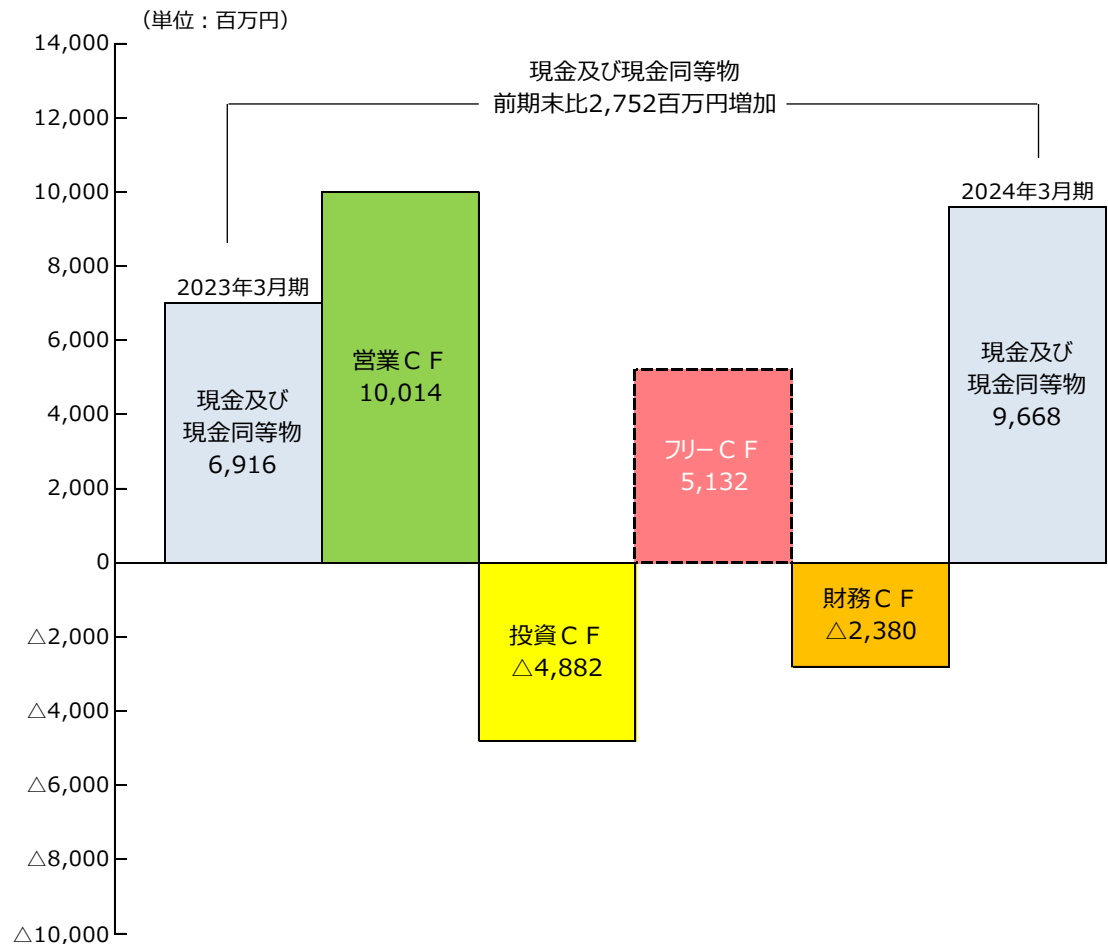 （単位：百万円）
14,000
12,000
10,000
8,000
6,000
4,000
2,000
0
△2,000
△4,000
△6,000
△8,000
△10,000
現金及び現金同等物
前期末比2,752百万円増加
2023年3月期
現金及び
現金同等物
6,916
営業ＣＦ
10,014
投資ＣＦ
△4,882
フリーＣＦ
5,132
財務ＣＦ
△2,380
2024年3月期
現金及び
現金同等物
9,668